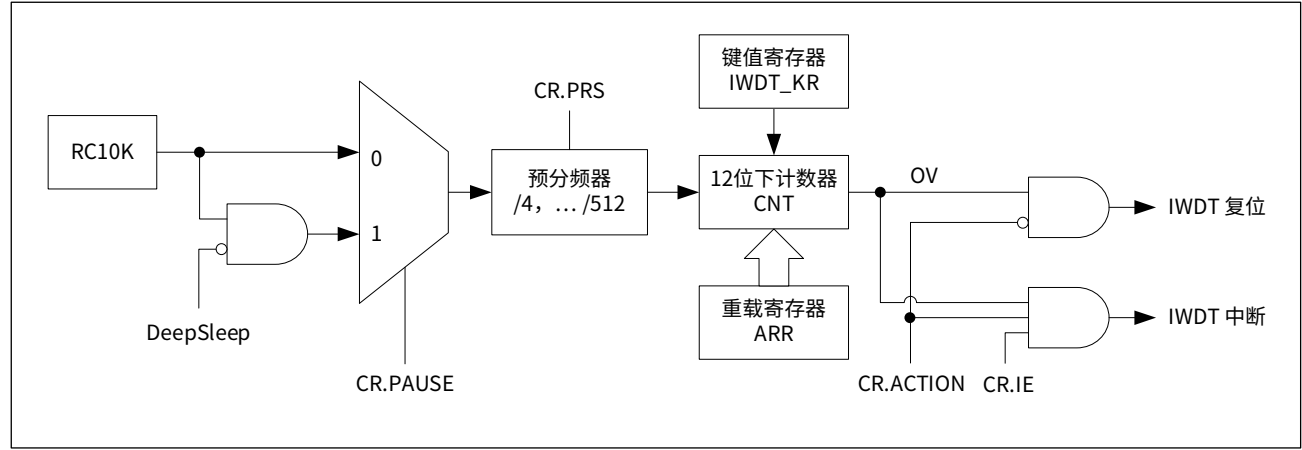 键值寄存器
IWDT_KR
CR.PRS
RC10K
0
预分频器
/4，… /512
12位下计数器
CNT
OV
IWDT 复位
1
DeepSleep
重载寄存器
ARR
IWDT 中断
CR.PAUSE
CR.ACTION
CR.IE